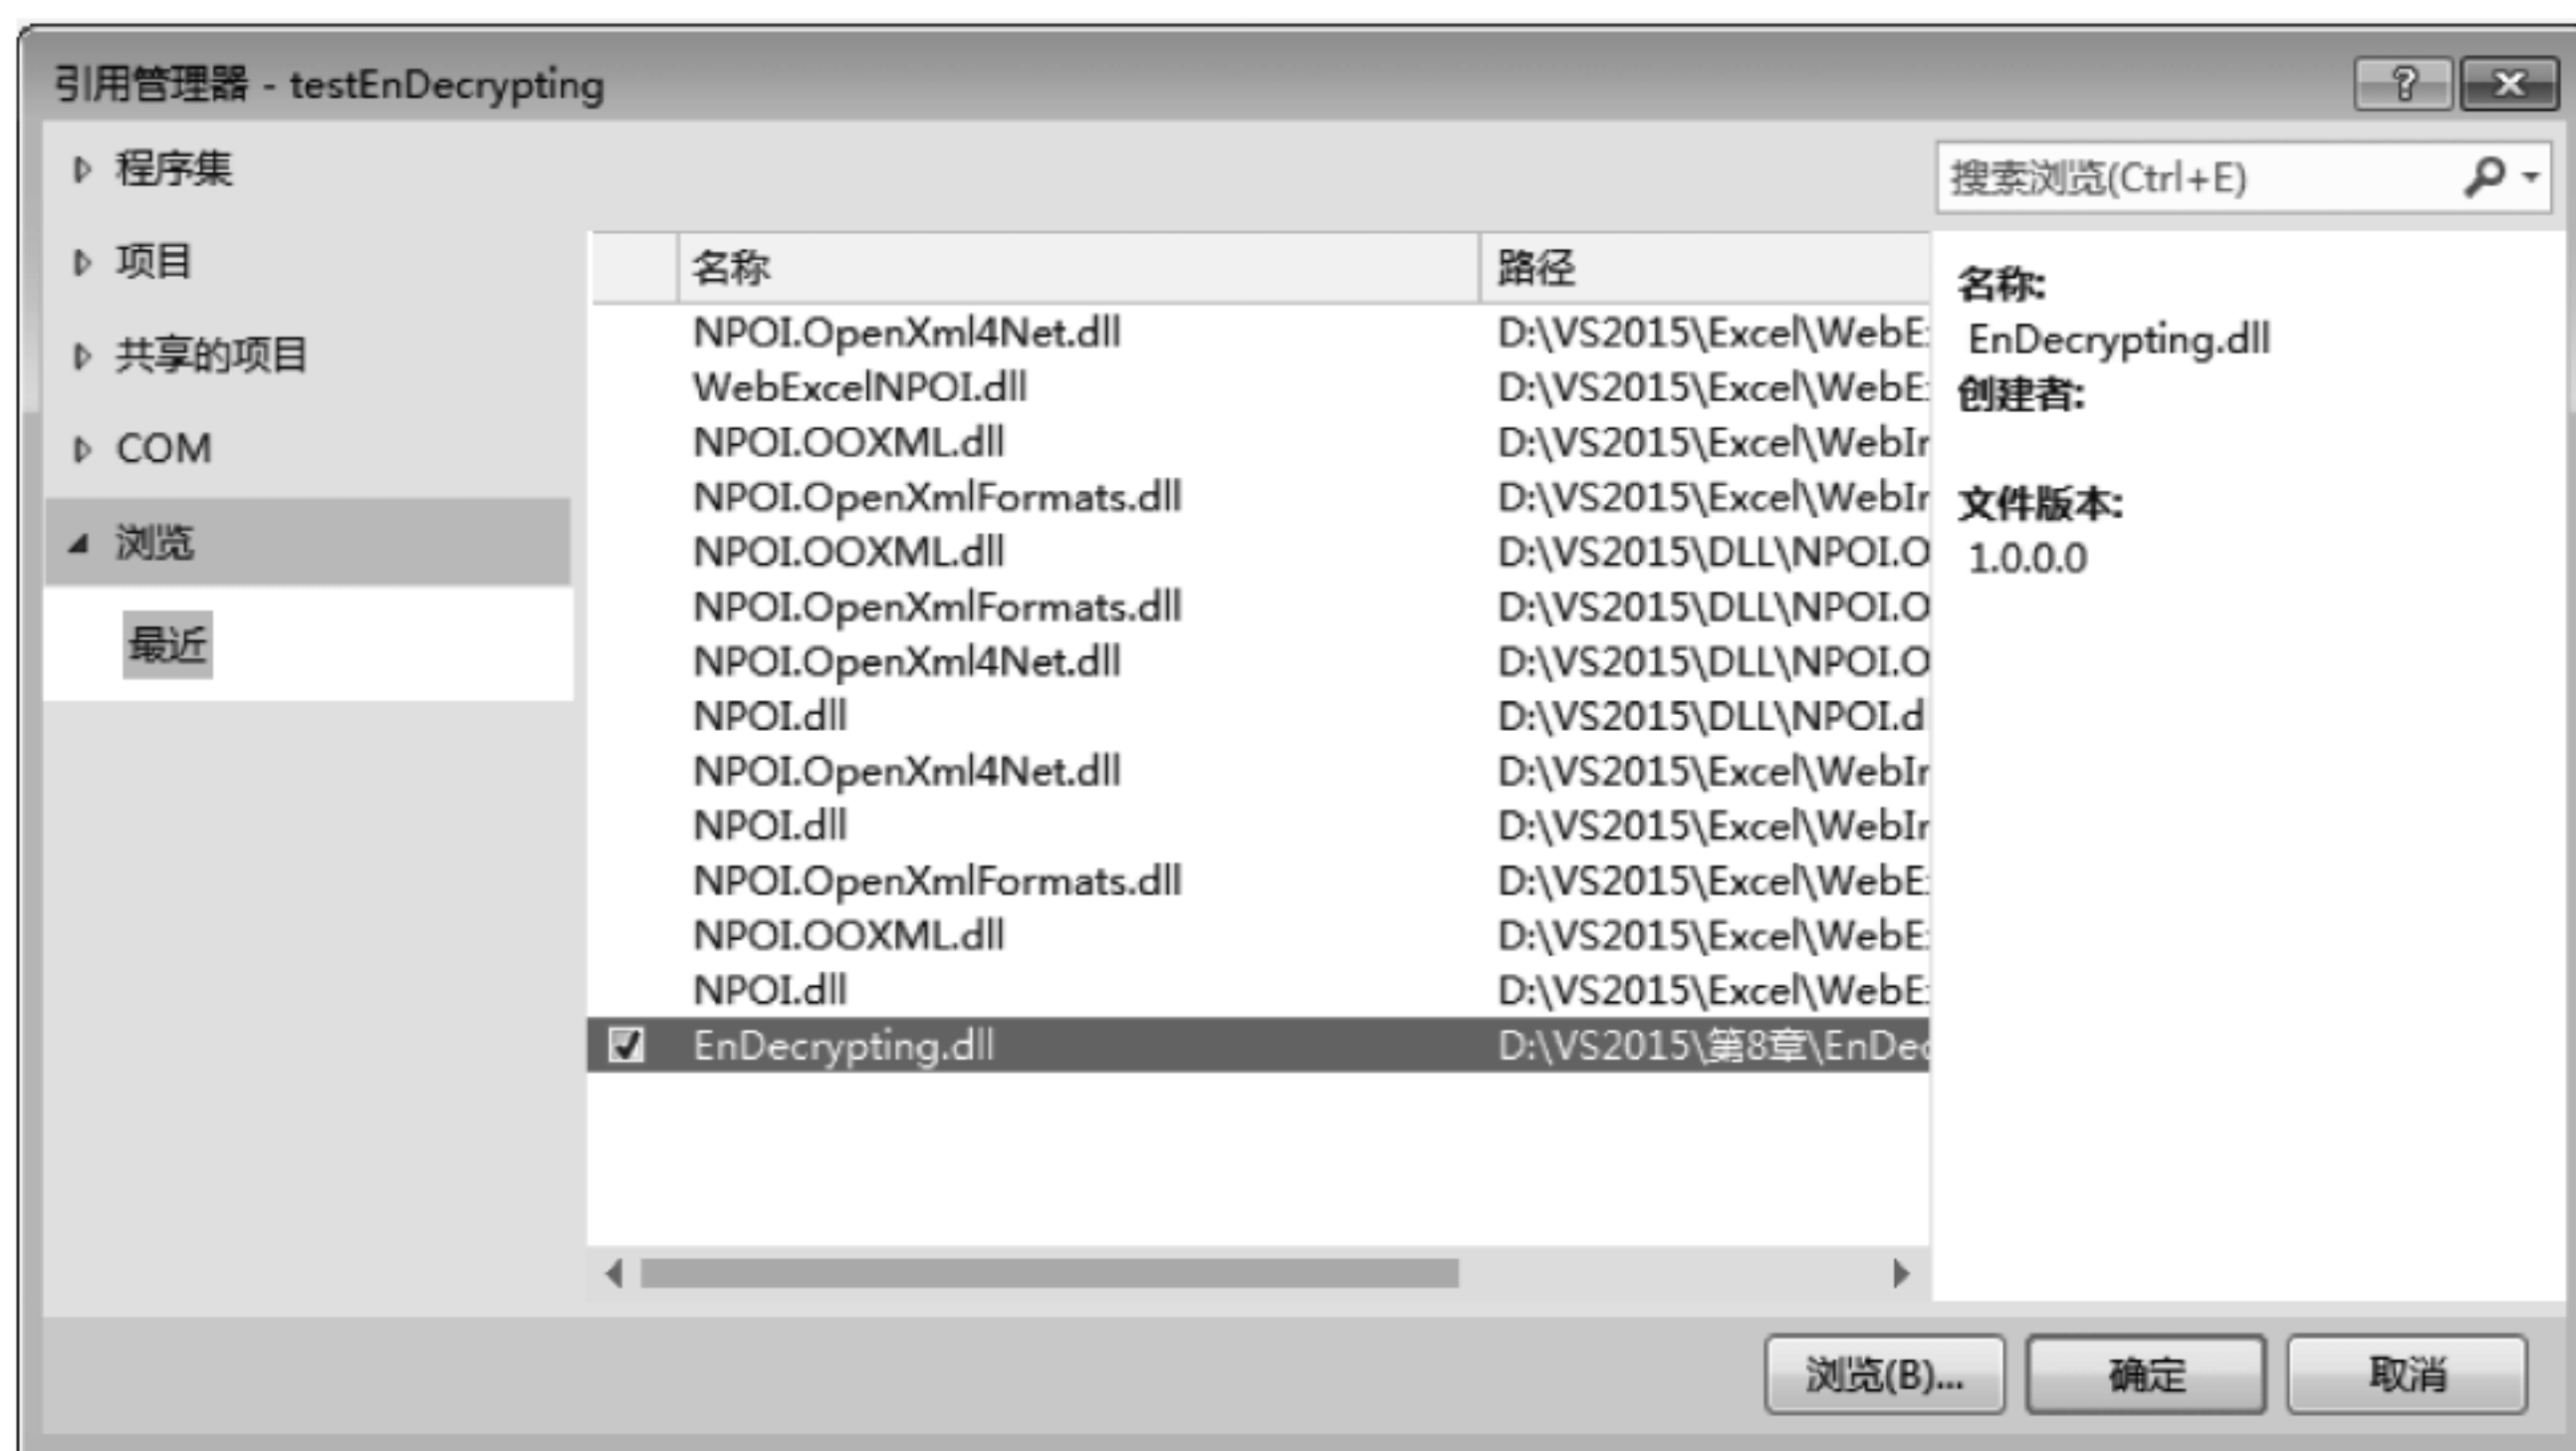 引用管理器 - testEnDecrypting
程序集
项目
共享的项目
COM
浏览
最近
搜索浏览(Ctrl+E)
名称 路径
NPOI.OpenXml4Net.dll D:\VS2015\Excel\WebE
WebExcelNPOI.dll D:\VS2015\Excel\WebE
NPOI.OOXML.dll D:\VS2015\Excel\WebIr
NPOI.OpenXmlFormats.dll D:\VS2015\Excel\WebIr
NPOI.OOXML.dll D:\VS2015\DLL\NPOI.O
NPOI.OpenXmlFormats.dll D:\VS2015\DLL\NPOI.O
NPOI.OpenXml4Net.dll D:\VS2015\DLL\NPOI.O
NPOI.dll D:\VS2015\DLL\NPOI.d
NPOI.OpenXml4Net.dll D:\VS2015\Excel\WebIr
NPOI.dll D:\VS2015\Excel\WebIr
NPOI.OpenXmlFormats.dll D:\VS2015\Excel\WebE
NPOI.OOXML.dll D:\VS2015\Excel\WebE
NPOI.dll D:\VS2015\Excel\WebE
EnDecrypting.dll D:\VS2015\第8章\EnDec
名称:
EnDecrypting.dll
创建者:
文件版本:
1.0.0.0
浏览(B)... 确定 取消